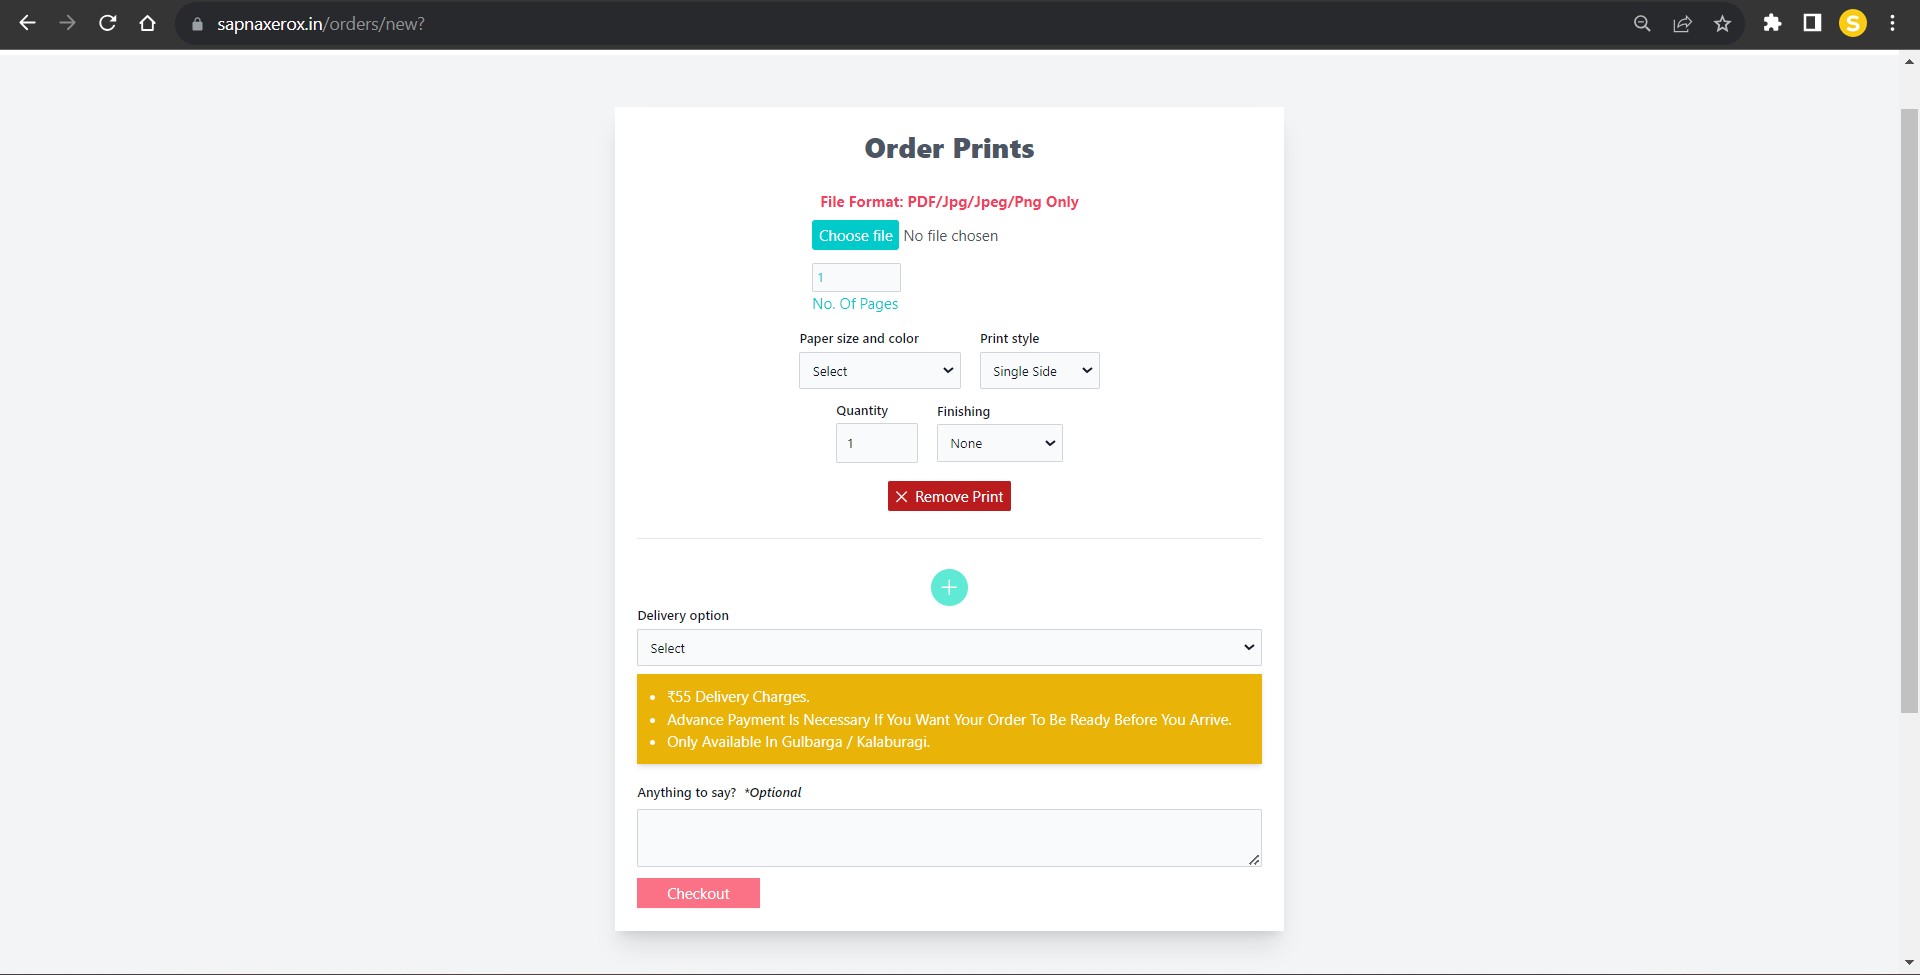 sapnaxerox.in/orders/new?
S
Order Prints
File Format: PDF/Jpg/Jpeg/Png Only
Choose file No file chosen
1
No. Of Pages
Paper size and color Print style
Select Single Side
Quantity Finishing
1 None
Remove Print
Delivery option
Select
• ₹55 Delivery Charges.
• Advance Payment Is Necessary If You Want Your Order To Be Ready Before You Arrive.
• Only Available In Gulbarga / Kalaburagi.
Anything to say? *Optional
Checkout